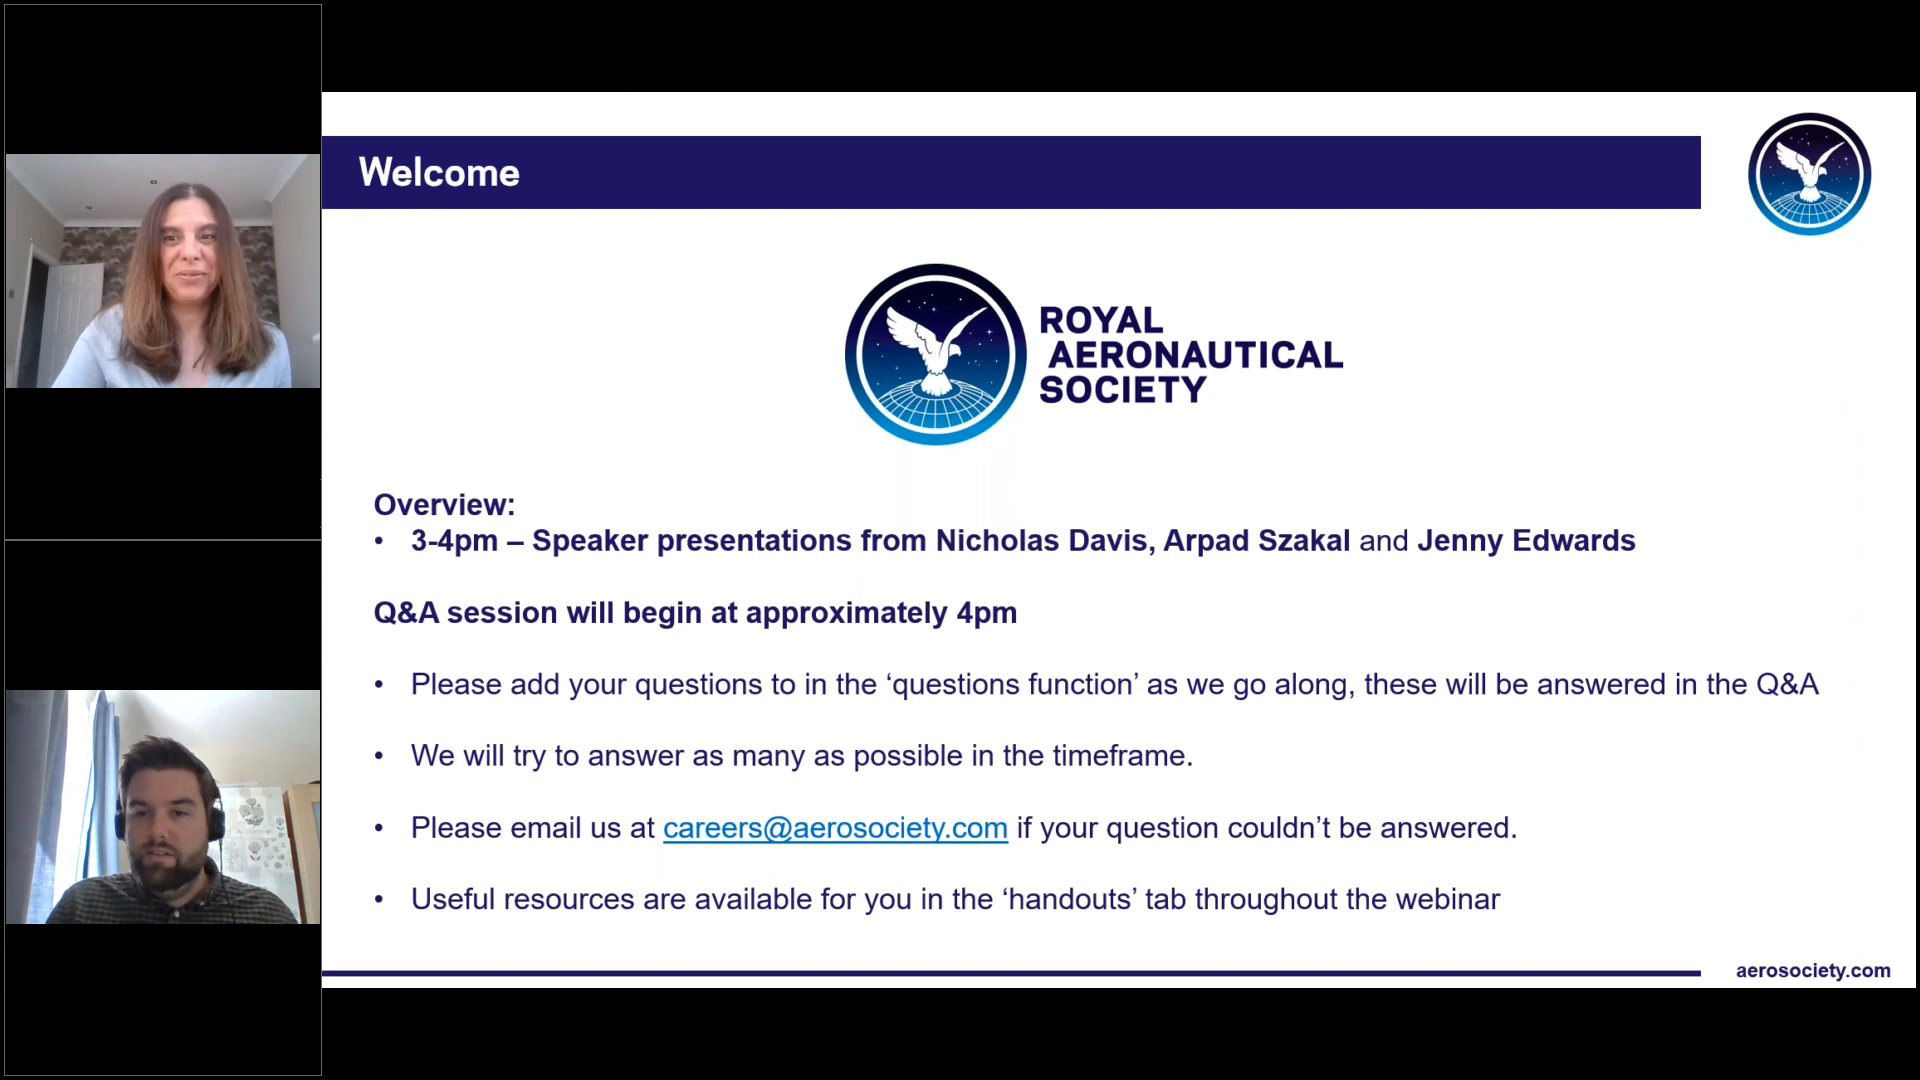 Welcome
ROYAL
AERONAUTICAL
SOCIETY
Overview:
• 3-4pm – Speaker presentations from Nicholas Davis, Arpad Szakal and Jenny Edwards
Q&A session will begin at approximately 4pm
• Please add your questions to in the ‘questions function’ as we go along, these will be answered in the Q&A
• We will try to answer as many as possible in the timeframe.
• Please email us at careers@aerosociety.com if your question couldn’t be answered.
• Useful resources are available for you in the ‘handouts’ tab throughout the webinar
aerosociety.com